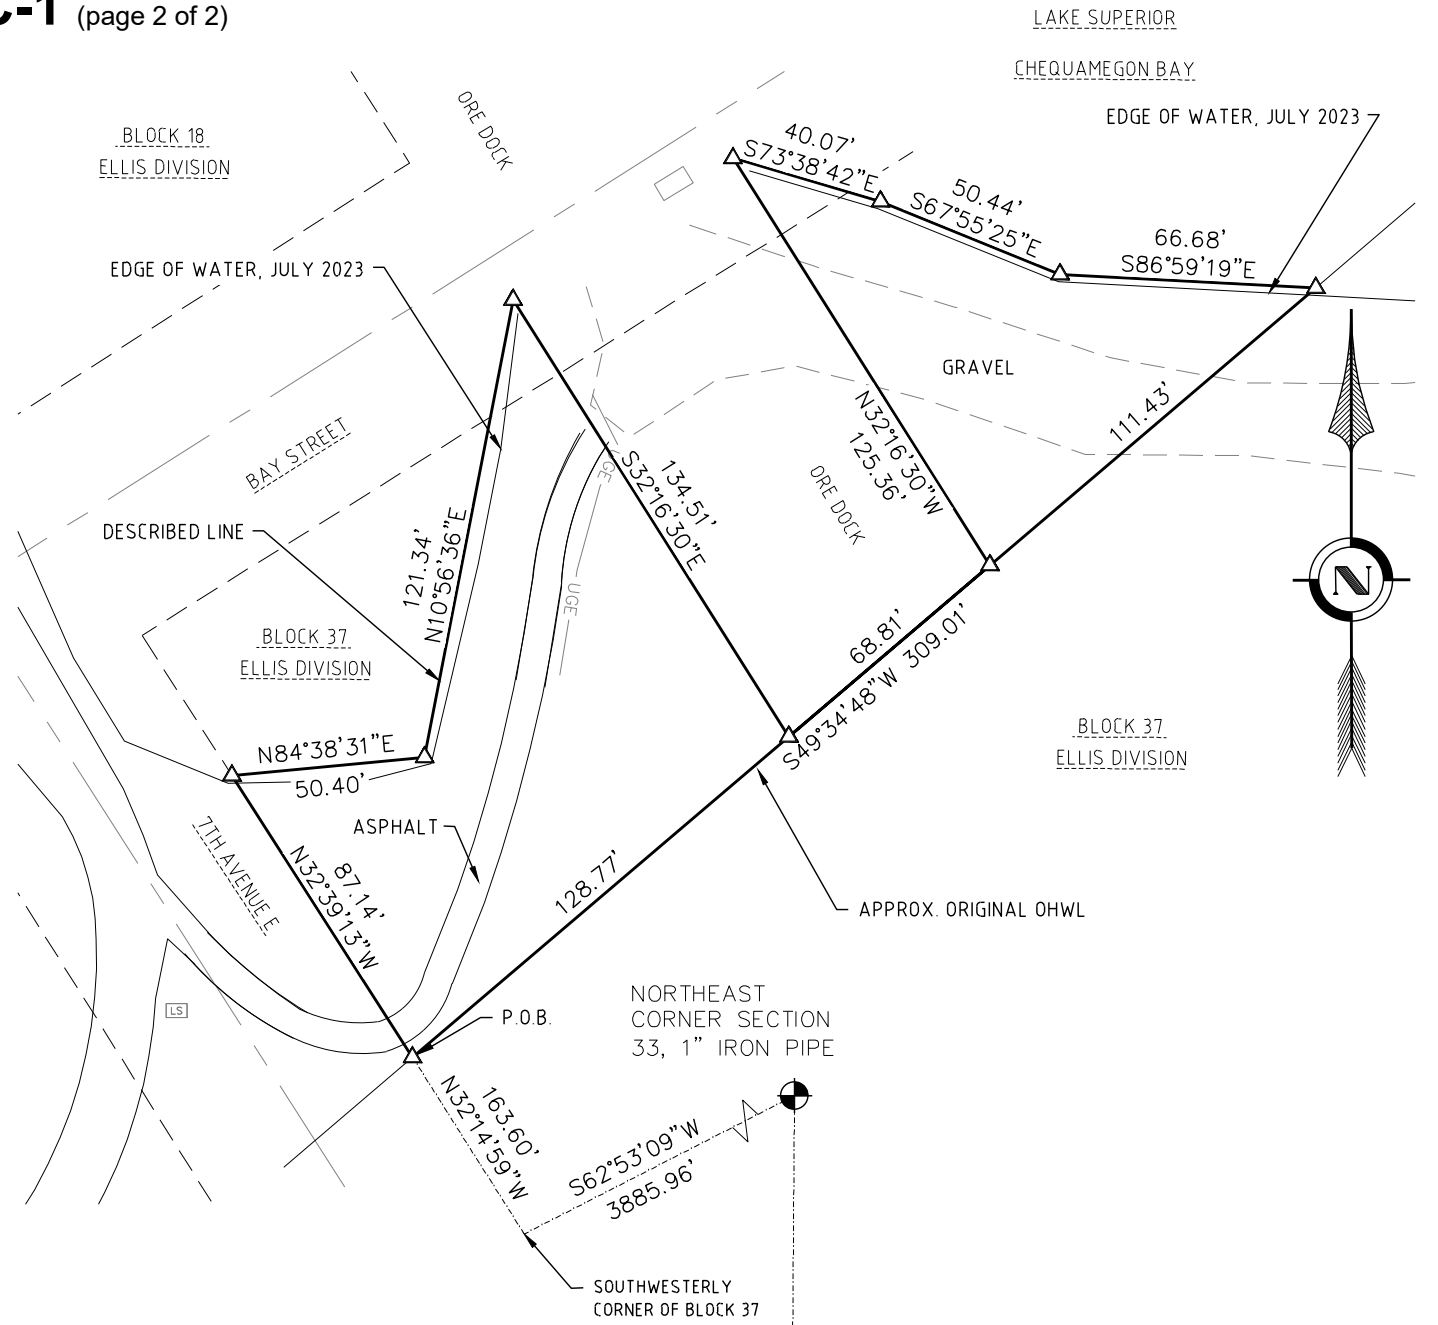 C-1 (page 2 of 2)
LAKE SUPERIOR
CHEQUAMEGON BAY
EDGE OF WATER, JULY 2023
BLOCK 18
ELLIS DIVISION
ORE DOCK
40.07'
S73°38'42"E
50.44'
S67°55'25"E
66.68'
S86°59'19"E
EDGE OF WATER, JULY 2023
GRAVEL
N32°16'30"W
125.36'
111.43'
BAY STREET
UGE
134.51'
S32°16'30"E
ORE DOCK
DESCRIBED LINE
121.34'
N10°56'36"E
UGE
N
BLOCK 37
ELLIS DIVISION
68.81'
S49°34'48"W 309.01'
BLOCK 37
ELLIS DIVISION
N84°38'31"E
50.40'
ASPHALT
7TH AVENUE E
87.14'
N32°39'13"W
128.77'
APPROX. ORIGINAL OHWL
LS
P.O.B.
NORTHEAST
CORNER SECTION
33, 1" IRON PIPE
163.60'
N32°14'59"W
S62°53'09"W
3885.96'
SOUTHWESTERLY
CORNER OF BLOCK 37